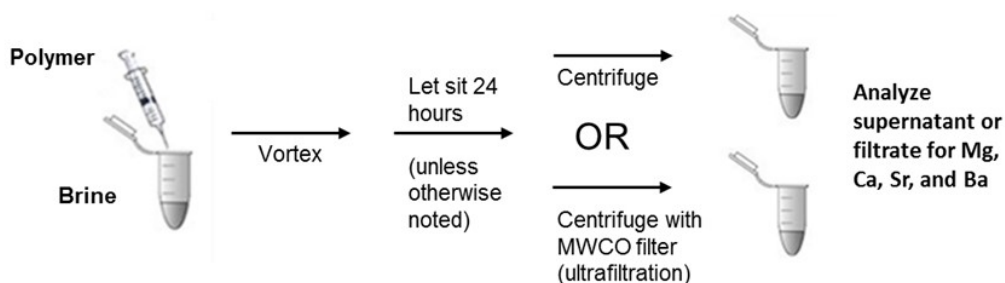 Polymer
Brine
Vortex
Let sit 24
hours
(unless
otherwise
noted)
Centrifuge
OR
Centrifuge with
MWCO filter
(ultrafiltration)
Analyze
supernatant or
filtrate for Mg,
Ca, Sr, and Ba